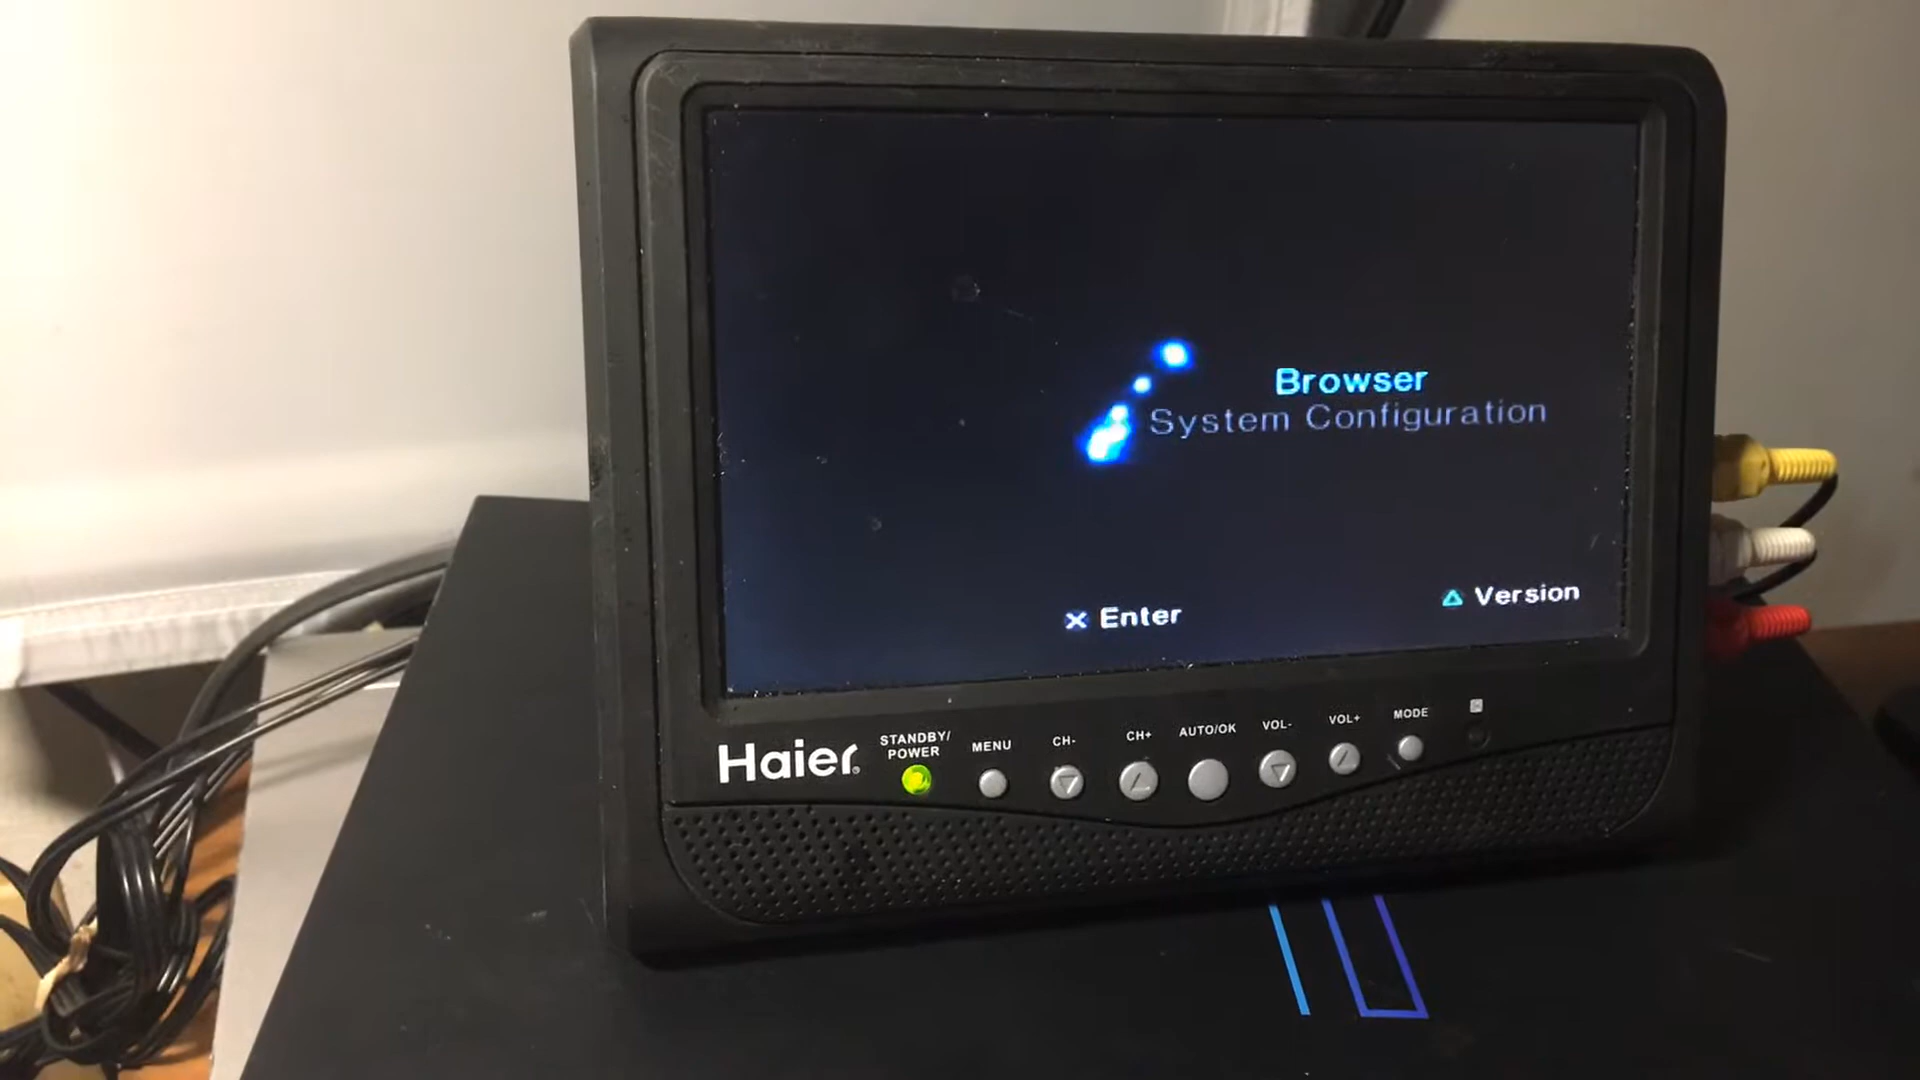 Browser
System Configuration
Enter
Version
Haier
STANDBY/
POWER
MENU
CH-
CH+
AUTO/OK
VOL-
VOL+
MODE